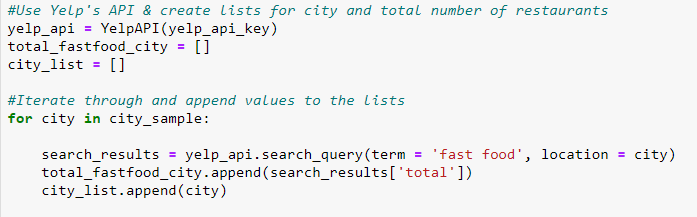 #Use Yelp's API & create lists for city and total number of restaurants
yelp_api = YelpAPI(yelp_api_key)
total_fastfood_city = []
city_list = []
#Iterate through and append values to the lists
for city in city_sample:
search_results = yelp_api.search_query(term = 'fast food', location = city)
total_fastfood_city.append(search_results['total'])
city_list.append(city)